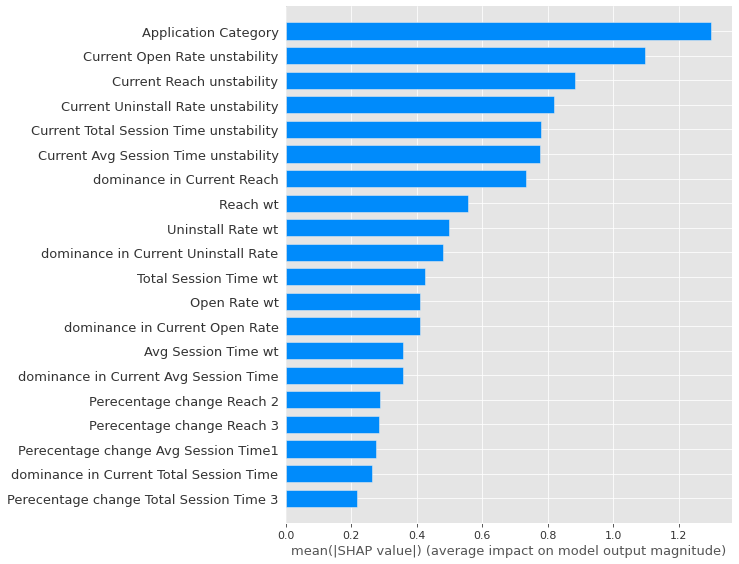 Application Category
Current Open Rate unstability
Current Reach unstability
Current Uninstall Rate unstability
Current Total Session Time unstability
Current Avg Session Time unstability
dominance in Current Reach
Reach wt
Uninstall Rate wt
dominance in Current Uninstall Rate
Total Session Time wt
Open Rate wt
dominance in Current Open Rate
Avg Session Time wt
dominance in Current Avg Session Time
Perecentage change Reach 2
Perecentage change Reach 3
Perecentage change Avg Session Time1
dominance in Current Total Session Time
Perecentage change Total Session Time 3
0.0 0.2 0.4 0.6 0.8 1.0 1.2
mean(|SHAP value|) (average impact on model output magnitude)